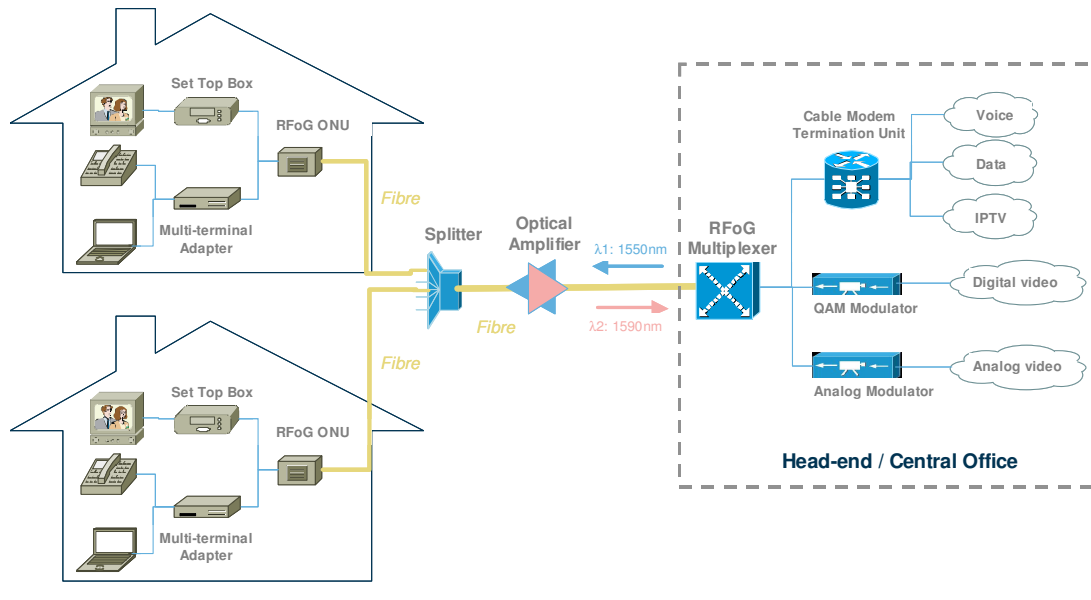 Set Top Box
RFoG ONU
Fibre
Multi-terminal
Adapter
Splitter
Optical
Amplifier
λ1: 1550nm
λ2: 1590nm
Fibre
RFoG
Multiplexer
Cable Modem
Termination Unit
Voice
Data
IPTV
Digital video
QAM Modulator
Analog video
Analog Modulator
Head-end / Central Office
Fibre
Set Top Box
RFoG ONU
Multi-terminal
Adapter